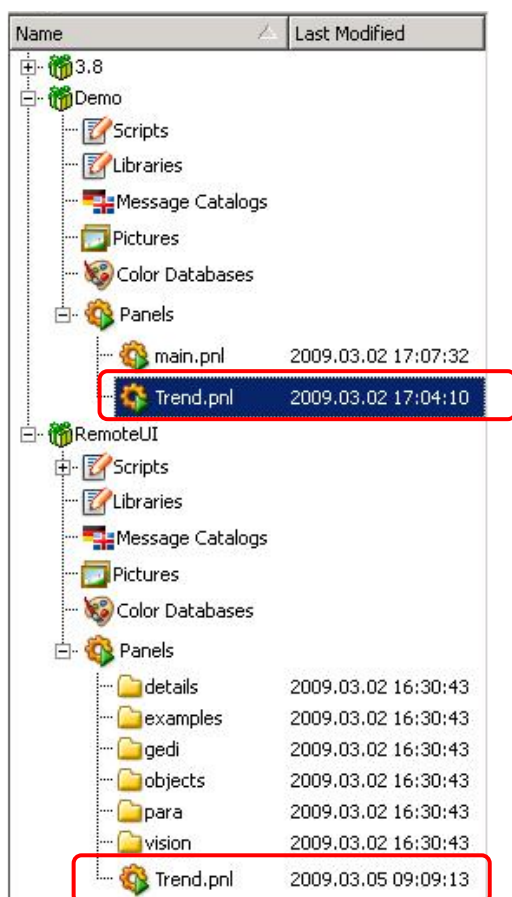 Name Last Modified
3.8
Demo
Scripts
Libraries
Message Catalogs
Pictures
Color Databases
Panels
main.pnl 2009.03.02 17:07:32
Trend.pnl 2009.03.02 17:04:10
RemoteUI
Scripts
Libraries
Message Catalogs
Pictures
Color Databases
Panels
details 2009.03.02 16:30:43
examples 2009.03.02 16:30:43
gedi 2009.03.02 16:30:43
objects 2009.03.02 16:30:43
para 2009.03.02 16:30:43
vision 2009.03.02 16:30:43
Trend.pnl 2009.03.05 09:09:13